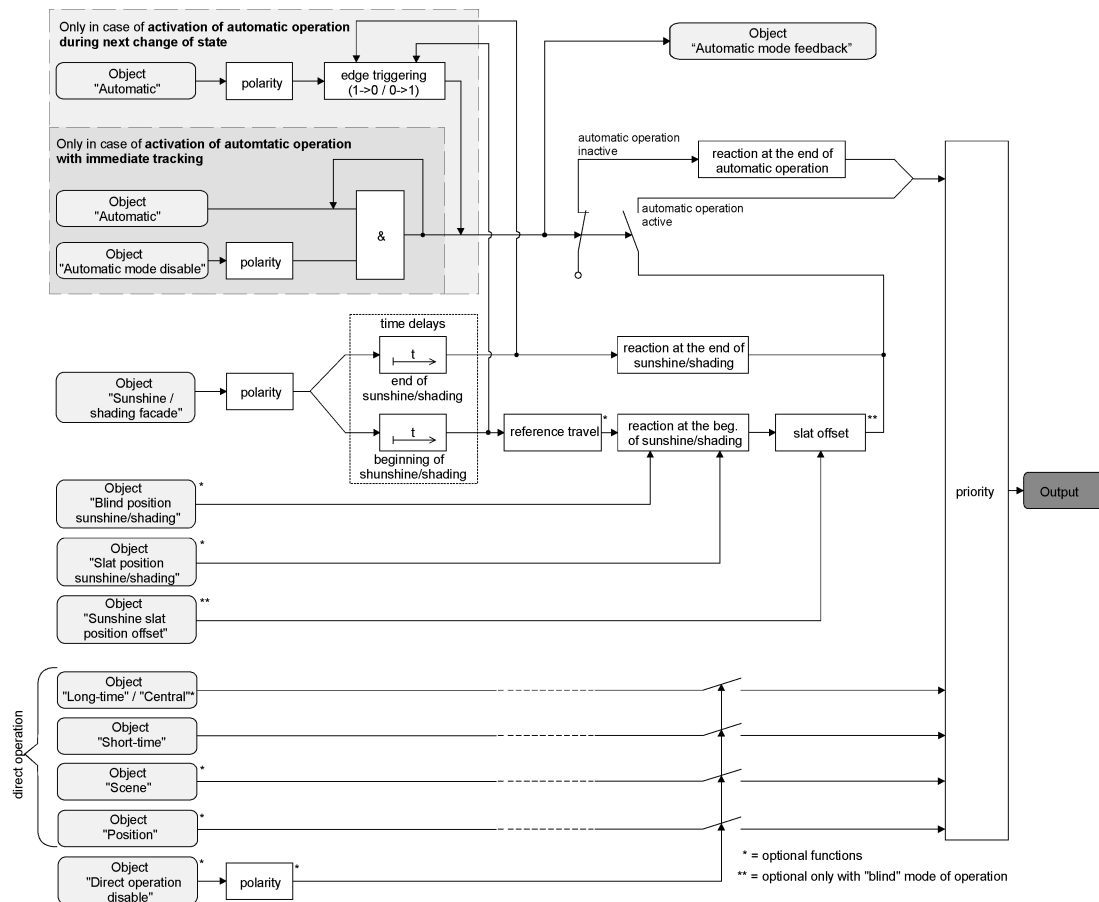 Only in case of activation of automatic operation
during next change of state
Object
"Automatic"
polarity
edge triggering
(1->0 / 0->1)
Object
“Automatic mode feedback”
Only in case of activation of automtatic operation
with immediate tracking
Object
"Automatic"
Object
"Automatic mode disable"
polarity
&
automatic operation
inactive
reaction at the end of
automatic operation
automatic operation
active
time delays
t
end of
sunshine/shading
t
beginning of
shunshine/shading
Object
"Sunshine /
shading facade"
polarity
reaction at the end of
sunshine/shading
reference travel
*
reaction at the beg.
of sunshine/shading
slat offset
**
Object
"Blind position
sunshine/shading"
*
Object
"Slat position
sunshine/shading"
*
Object
"Sunshine slat
position offset"
**
priority
Output
direct operation
Object
"Long-time" / "Central"*
Object
"Short-time"
Object
"Scene"
*
Object
"Position"
*
Object
"Direct operation
disable"
*
polarity
*
* = optional functions
** = optional only with "blind" mode of operation